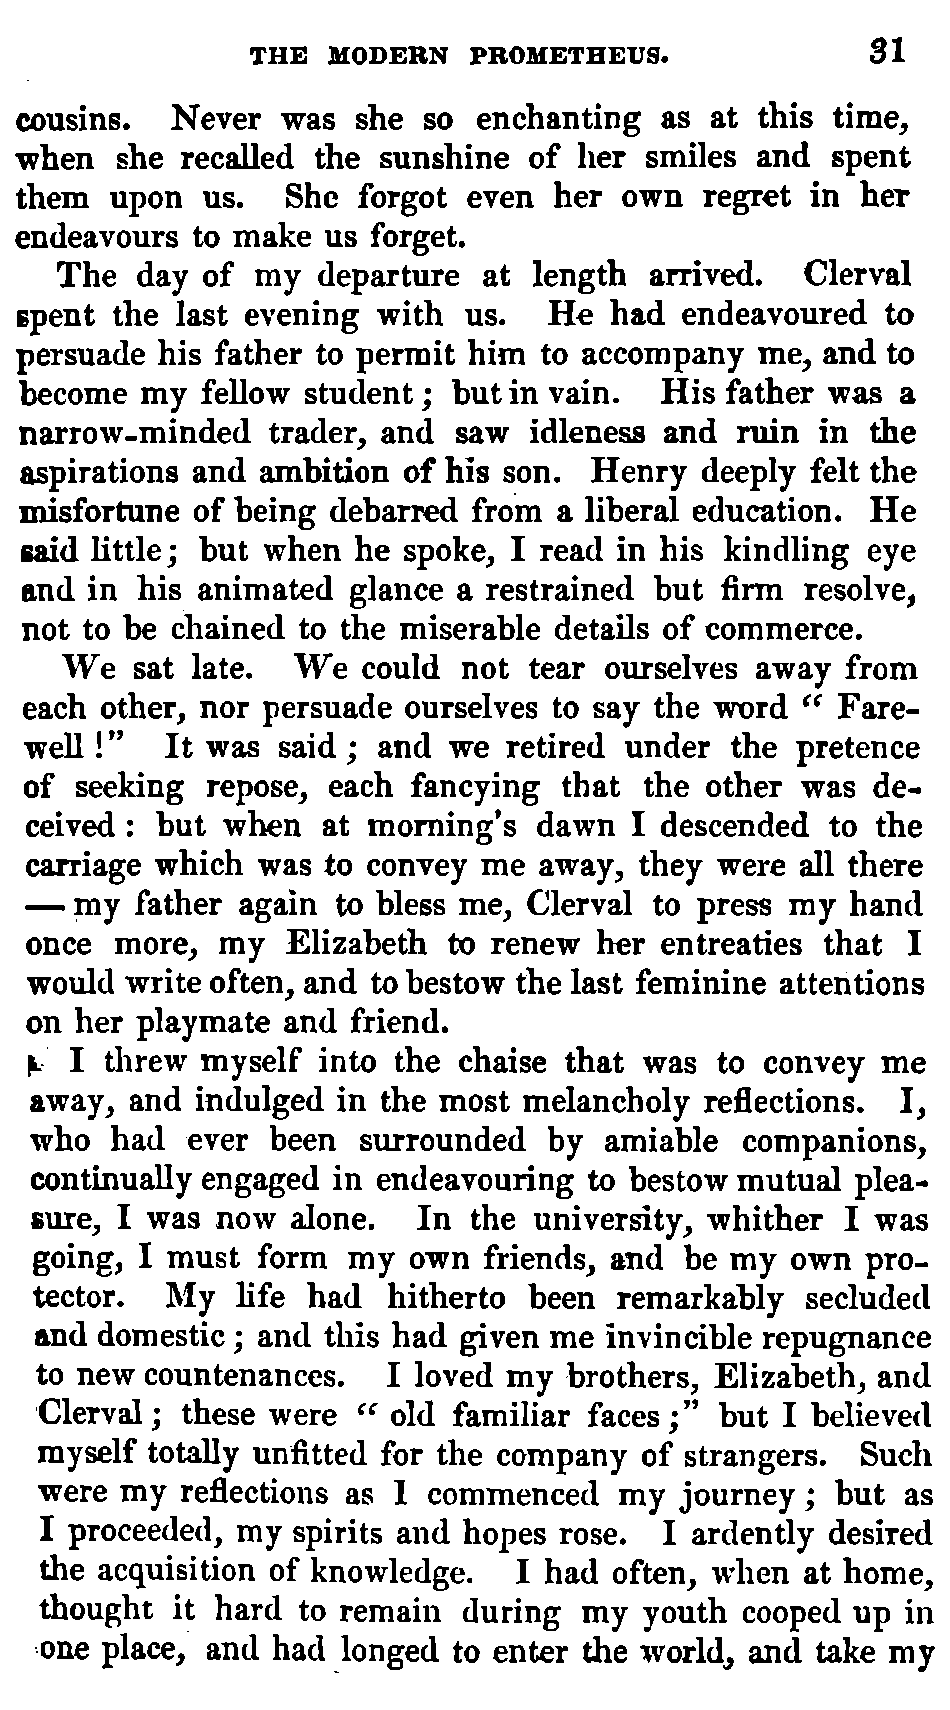 THE MODERN PROMETHEUS. 31
cousins. Never was she so enchanting as at this time,
when she recalled the sunshine of her smiles and spent
them upon us. She forgot even her own regret in her
endeavours to make us forget.
The day of my departure at length arrived. Clerval
spent the last evening with us. He had endeavoured to
persuade his father to permit him to accompany me, and to
become my fellow student; but in vain. His father was a
narrow-minded trader, and saw idleness and ruin in the
aspirations and ambition of his son. Henry deeply felt the
misfortune of being debarred from a liberal education. He
said little; but when he spoke, I read in his kindling eye
and in his animated glance a restrained but firm resolve,
not to be chained to the miserable details of commerce.
We sat late. We could not tear ourselves away from
each other, nor persuade ourselves to say the word “ Fare-
well!” It was said; and we retired under the pretence
of seeking repose, each fancying that the other was de-
ceived: but when at morning's dawn I descended to the
carriage which was to convey me away, they were all there
— my father again to bless me, Clerval to press my hand
once more, my Elizabeth to renew her entreaties that I
would write often, and to bestow the last feminine attentions
on her playmate and friend.
I threw myself into the chaise that was to convey me
away, and indulged in the most melancholy reflections. I,
who had ever been surrounded by amiable companions,
continually engaged in endeavouring to bestow mutual plea-
sure, I was now alone. In the university, whither I was
going, I must form my own friends, and be my own pro-
tector. My life had hitherto been remarkably secluded
and domestic; and this had given me invincible repugnance
to new countenances. I loved my brothers, Elizabeth, and
Clerval; these were “ old familiar faces;” but I believed
myself totally unfitted for the company of strangers. Such
were my reflections as I commenced my journey; but as
I proceeded, my spirits and hopes rose. I ardently desired
the acquisition of knowledge. I had often, when at home,
thought it hard to remain during my youth cooped up in
one place, and had longed to enter the world, and take my